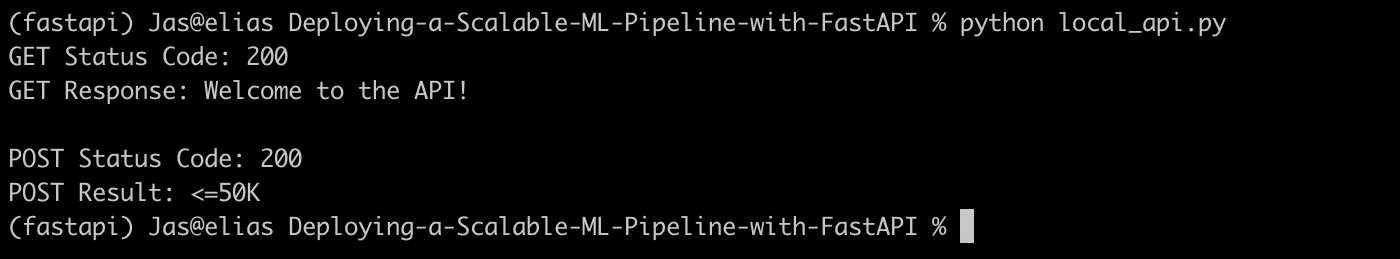 (fastapi) Jas@elias Deploying-a-Scalable-ML-Pipeline-with-FastAPI % python local_api.py
GET Status Code: 200
GET Response: Welcome to the API!
POST Status Code: 200
POST Result: <=50K
(fastapi) Jas@elias Deploying-a-Scalable-ML-Pipeline-with-FastAPI %